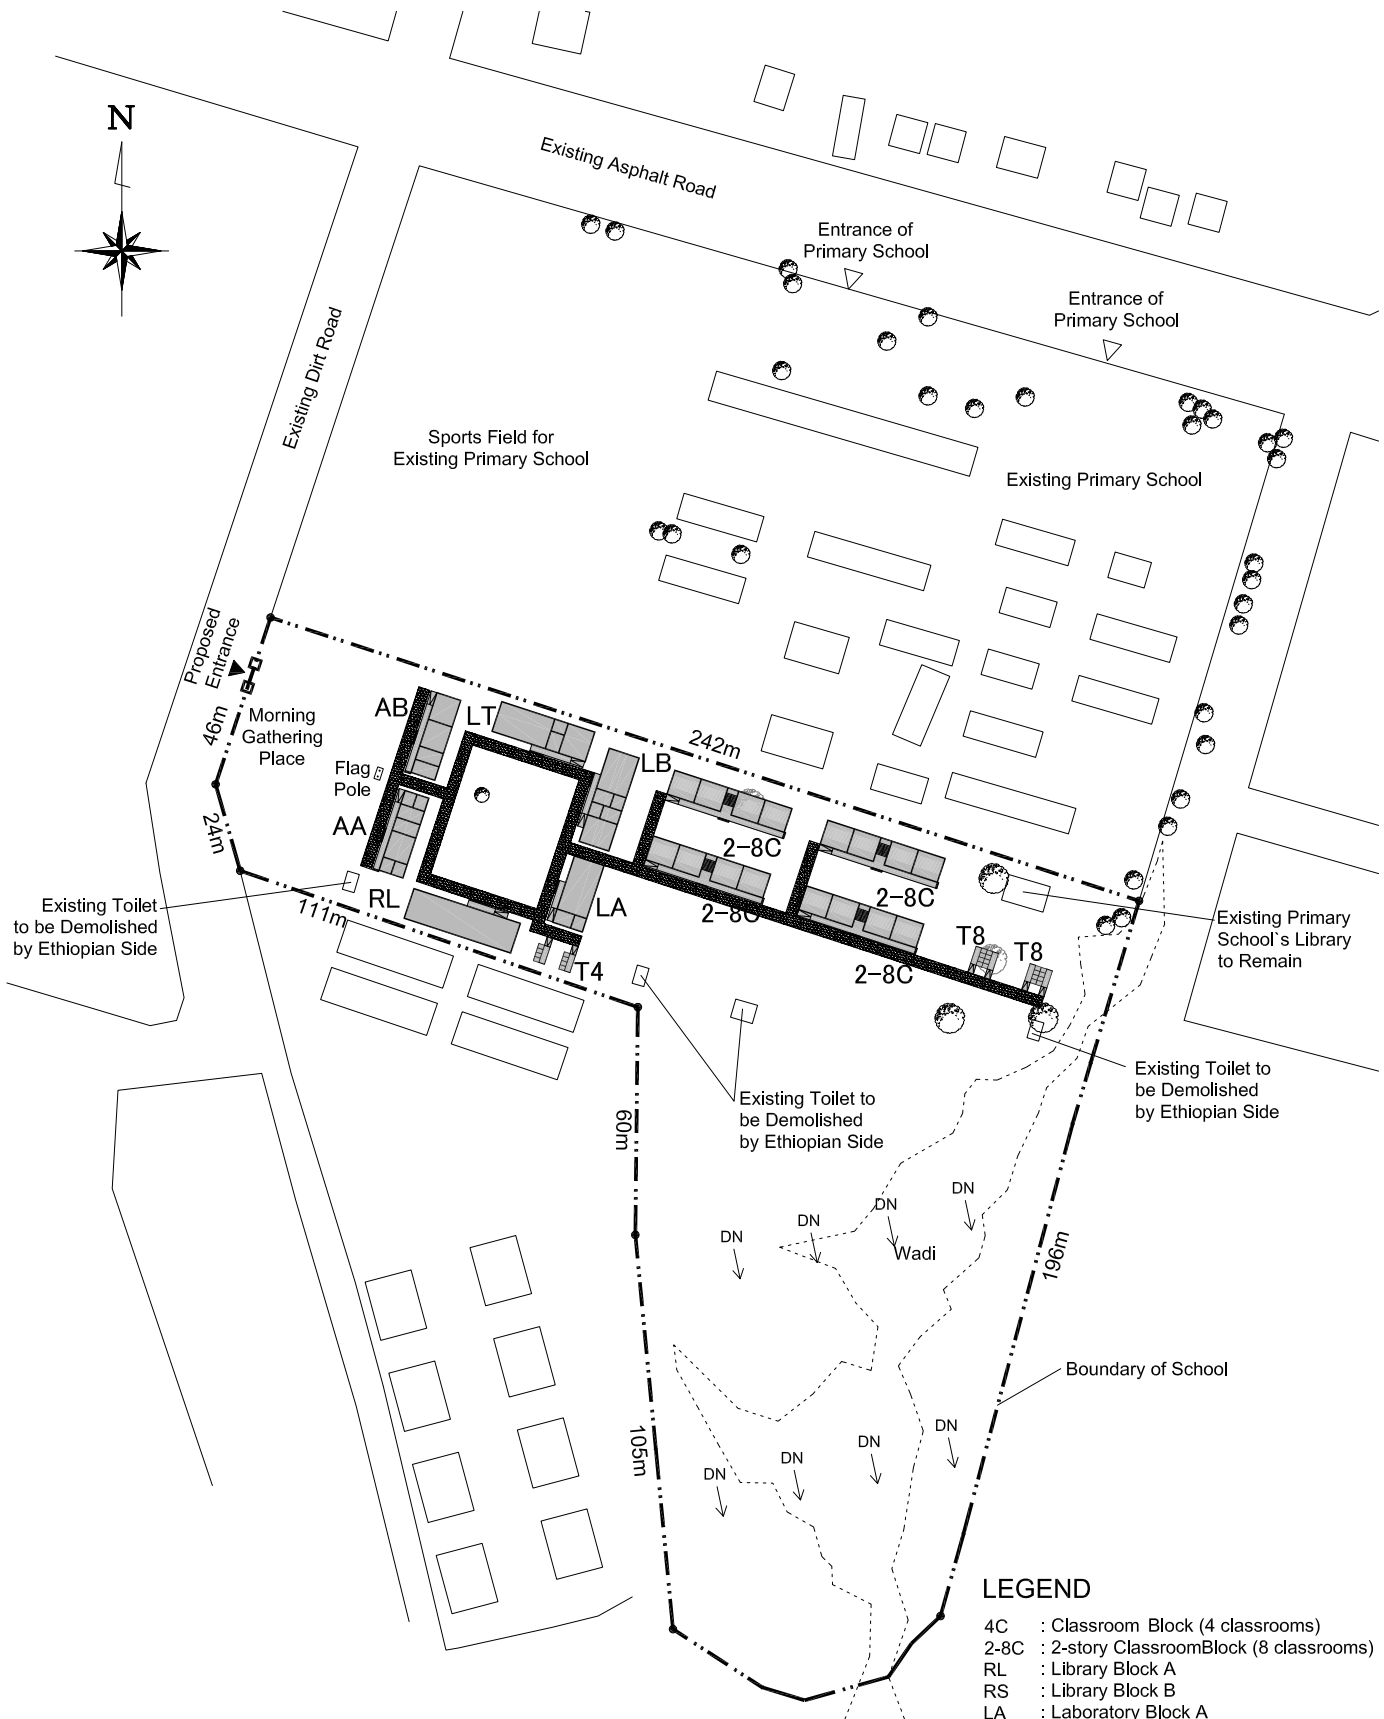 N
Existing Asphalt Road
Entrance of
Primary School
Entrance of
Primary School
Existing Dirt Road
Sports Field for
Existing Primary School
Existing Primary School
Proposed
Entrance
46m
Morning
Gathering
Place
Flag
Pole
24m
AB
LT
LB
242m
AA
2-8C
2-8C
2-8C
2-8C
RL
LA
111m
T4
T8
T8
Existing Toilet
to be Demolished
by Ethiopian Side
Existing Primary
School`s Library
to Remain
Existing Toilet to
be Demolished
by Ethiopian Side
Existing Toilet to
be Demolished
by Ethiopian Side
60m
DN
DN
DN
DN
Wadi
196m
Boundary of School
105m
DN
DN
DN
DN
LEGEND
4C : Classroom Block (4 classrooms)
2-8C : 2-story ClassroomBlock (8 classrooms)
RL : Library Block A
RS : Library Block B
LA : Laboratory Block A